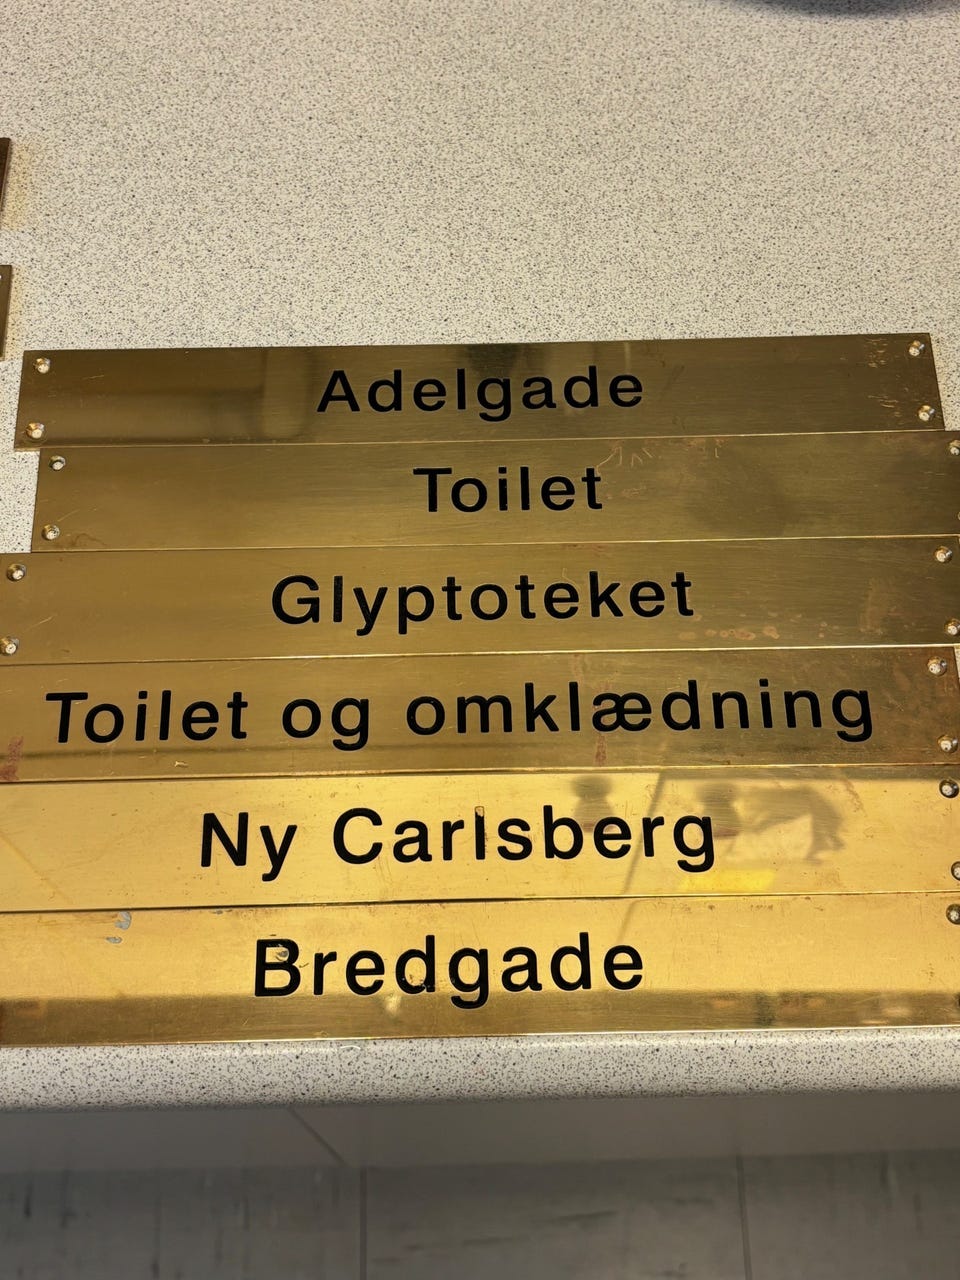 Adelgade
Toilet
Glyptoteket
Toilet og omklædning
Ny Carlsberg
Bredgade